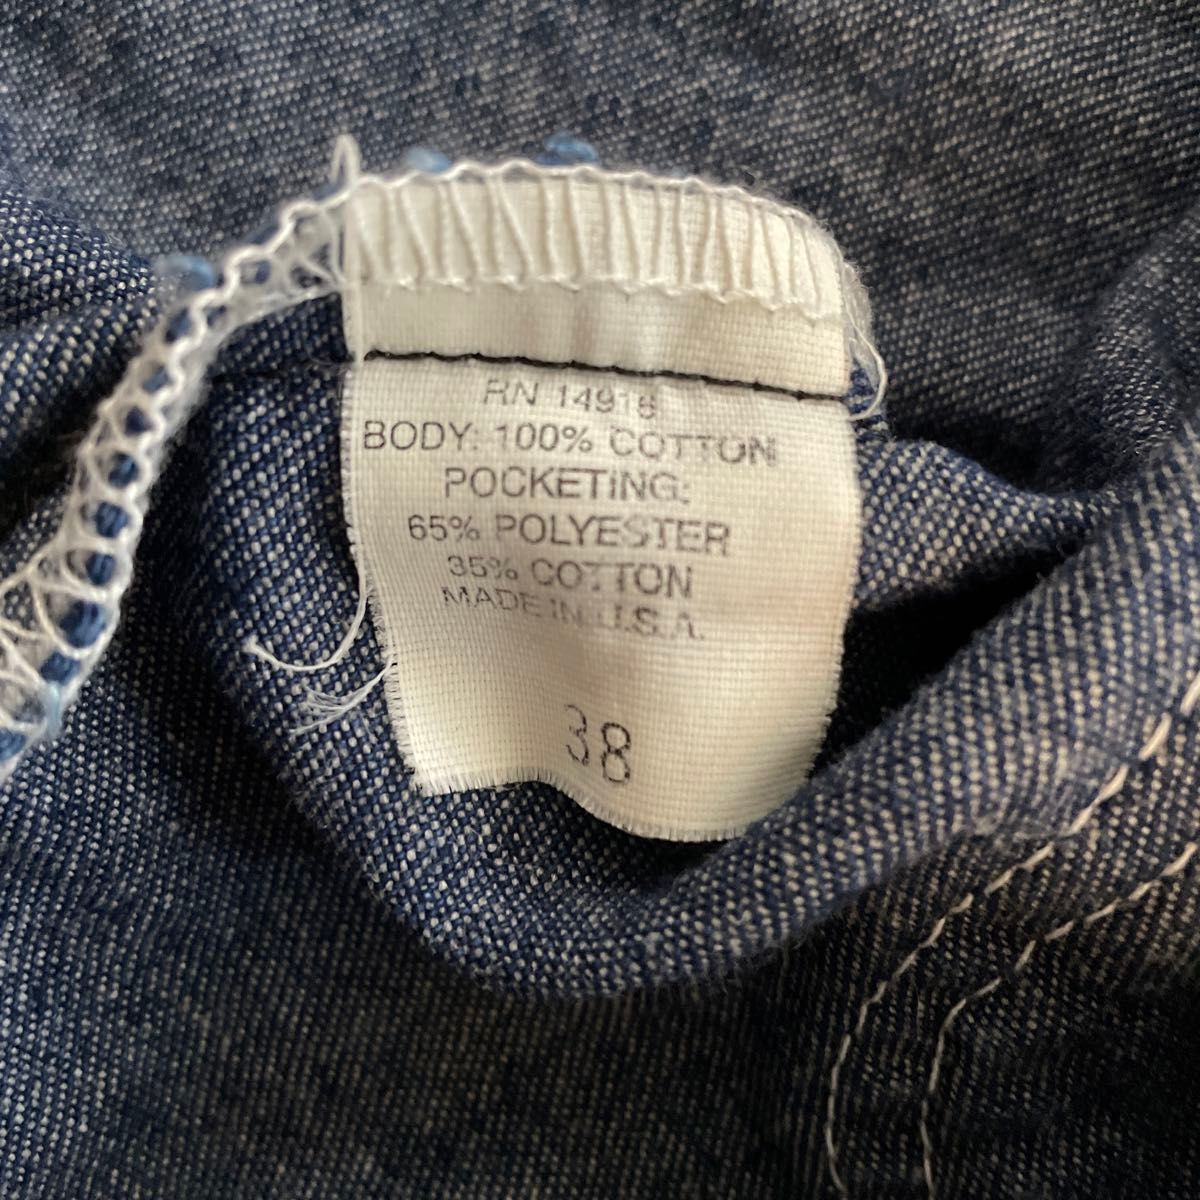 RN 14916
BODY: 100% COTTON
POCKETING:
65% POLYESTER
35% COTTON
MADE IN U.S.A.
38